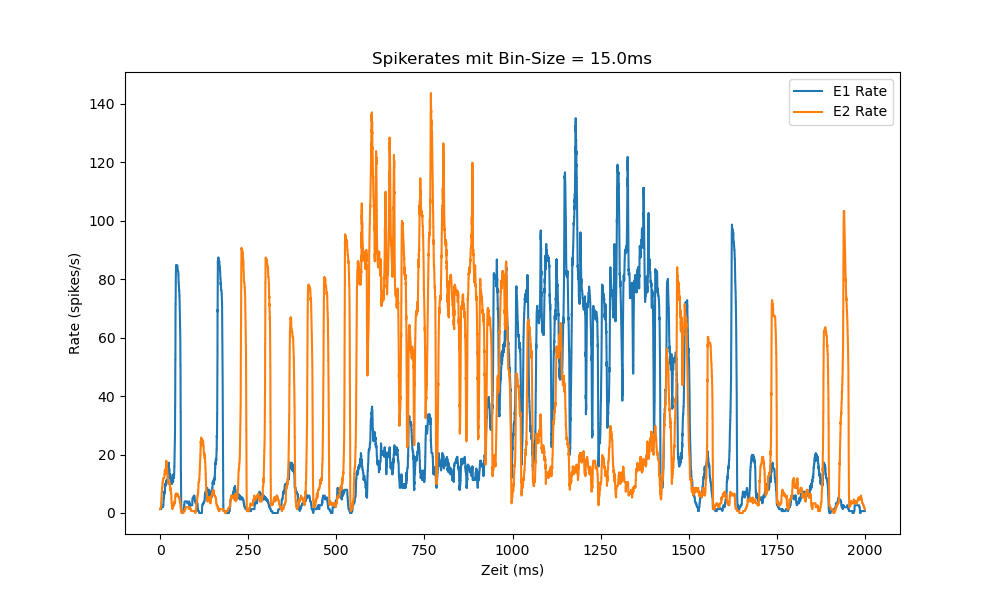 Spikerates mit Bin-Size = 15.0ms
E1 Rate
E2 Rate
Rate (spikes/s)
140
120
100
80
60
40
20
0
0 250 500 750 1000 1250 1500 1750 2000
Zeit (ms)